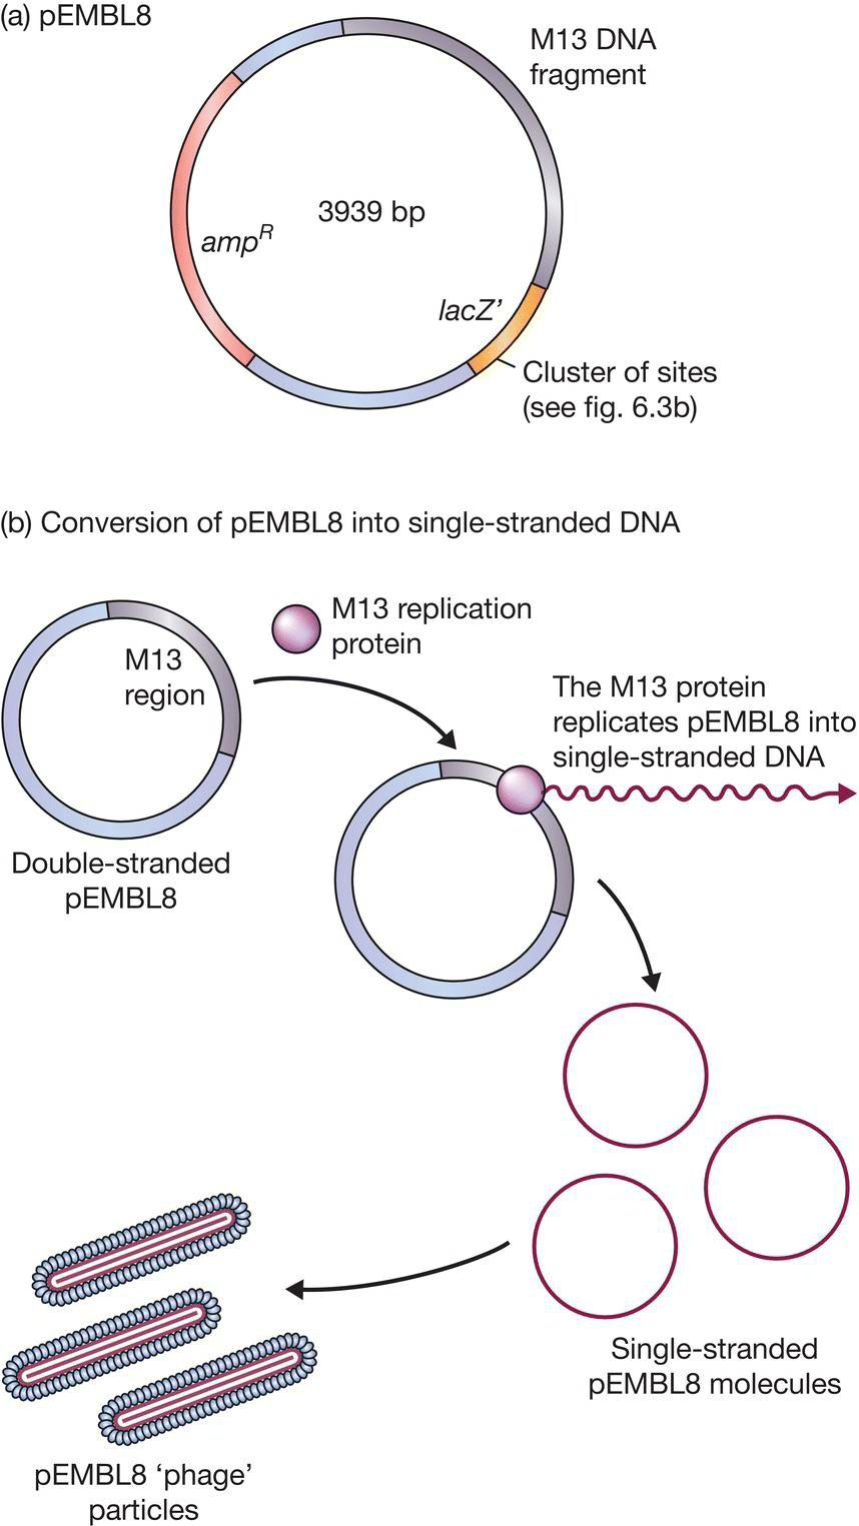 (a) pEMBL8
M13 DNA
fragment
3939 bp
ampR
lacZ’
Cluster of sites
(see fig. 6.3b)
(b) Conversion of pEMBL8 into single-stranded DNA
M13 replication
protein
M13
region
The M13 protein
replicates pEMBL8 into
single-stranded DNA
Double-stranded
pEMBL8
Single-stranded
pEMBL8 molecules
pEMBL8 ‘phage’
particles